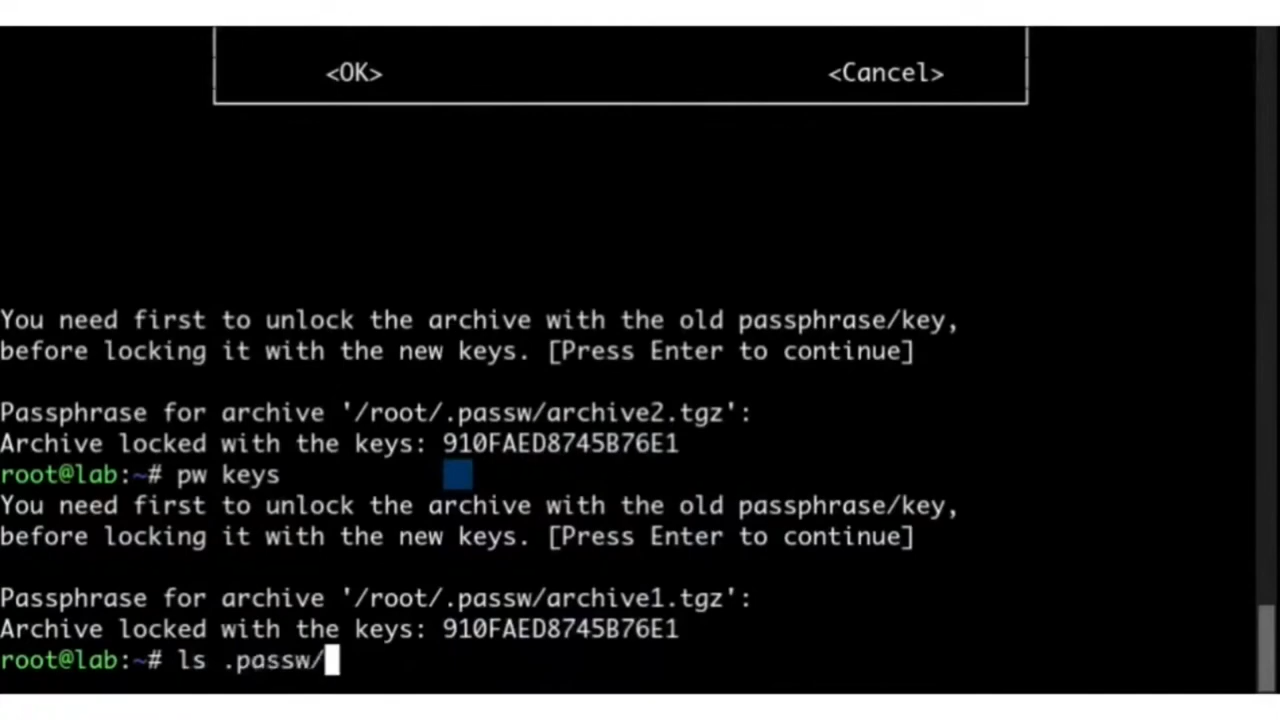 <OK> <Cancel>
You need first to unlock the archive with the old passphrase/key,
before locking it with the new keys. [Press Enter to continue]
Passphrase for archive '/root/.passw/archive2.tgz':
Archive locked with the keys: 910FAED8745B76E1
root@lab:~# pw keys
You need first to unlock the archive with the old passphrase/key,
before locking it with the new keys. [Press Enter to continue]
Passphrase for archive '/root/.passw/archive1.tgz':
Archive locked with the keys: 910FAED8745B76E1
root@lab:~# ls .passw/